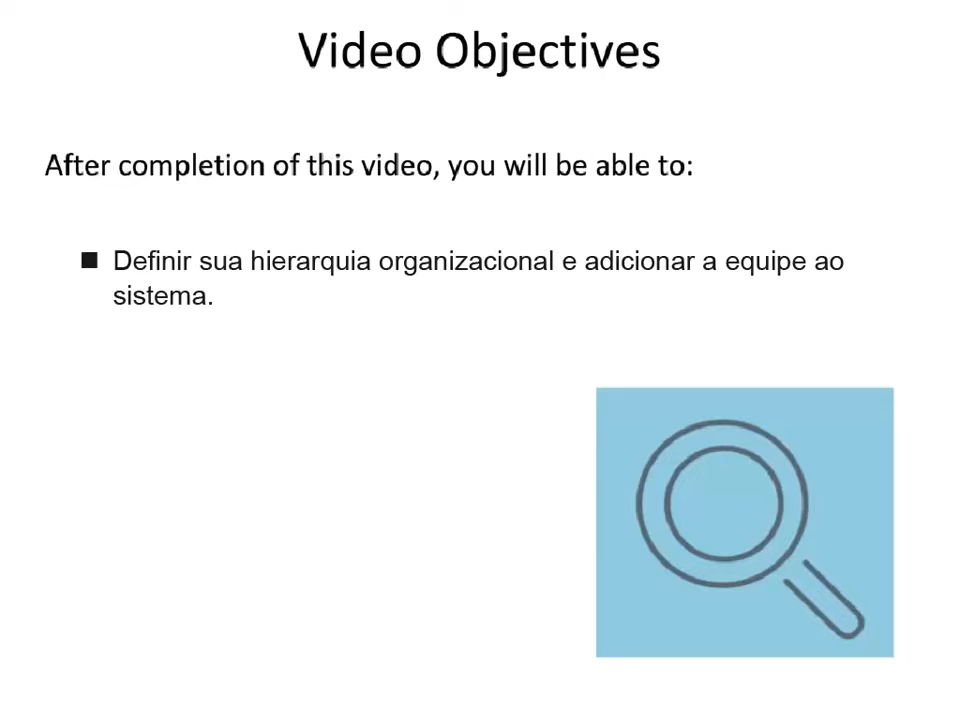 Video Objectives
After completion of this video, you will be able to:
■ Definir sua hierarquia organizacional e adicionar a equipe ao
sistema.